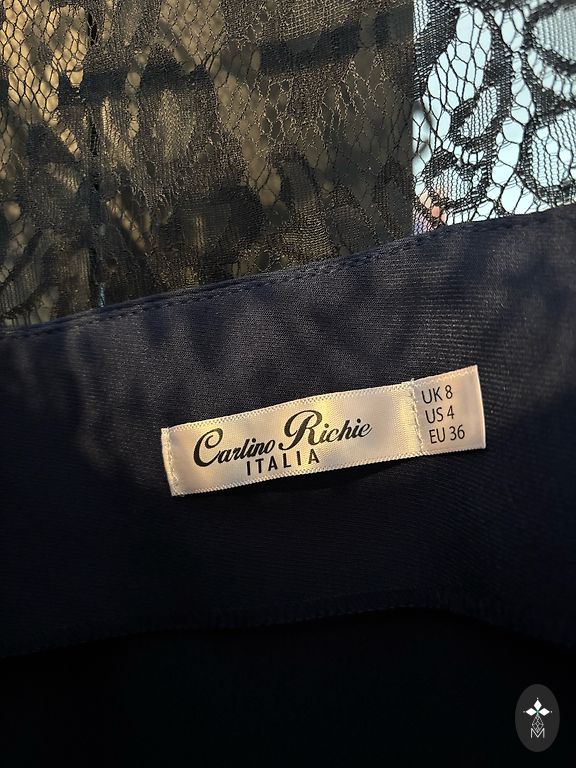 Carlino Richie
ITALIA
UK 8
US 4
EU 36
M